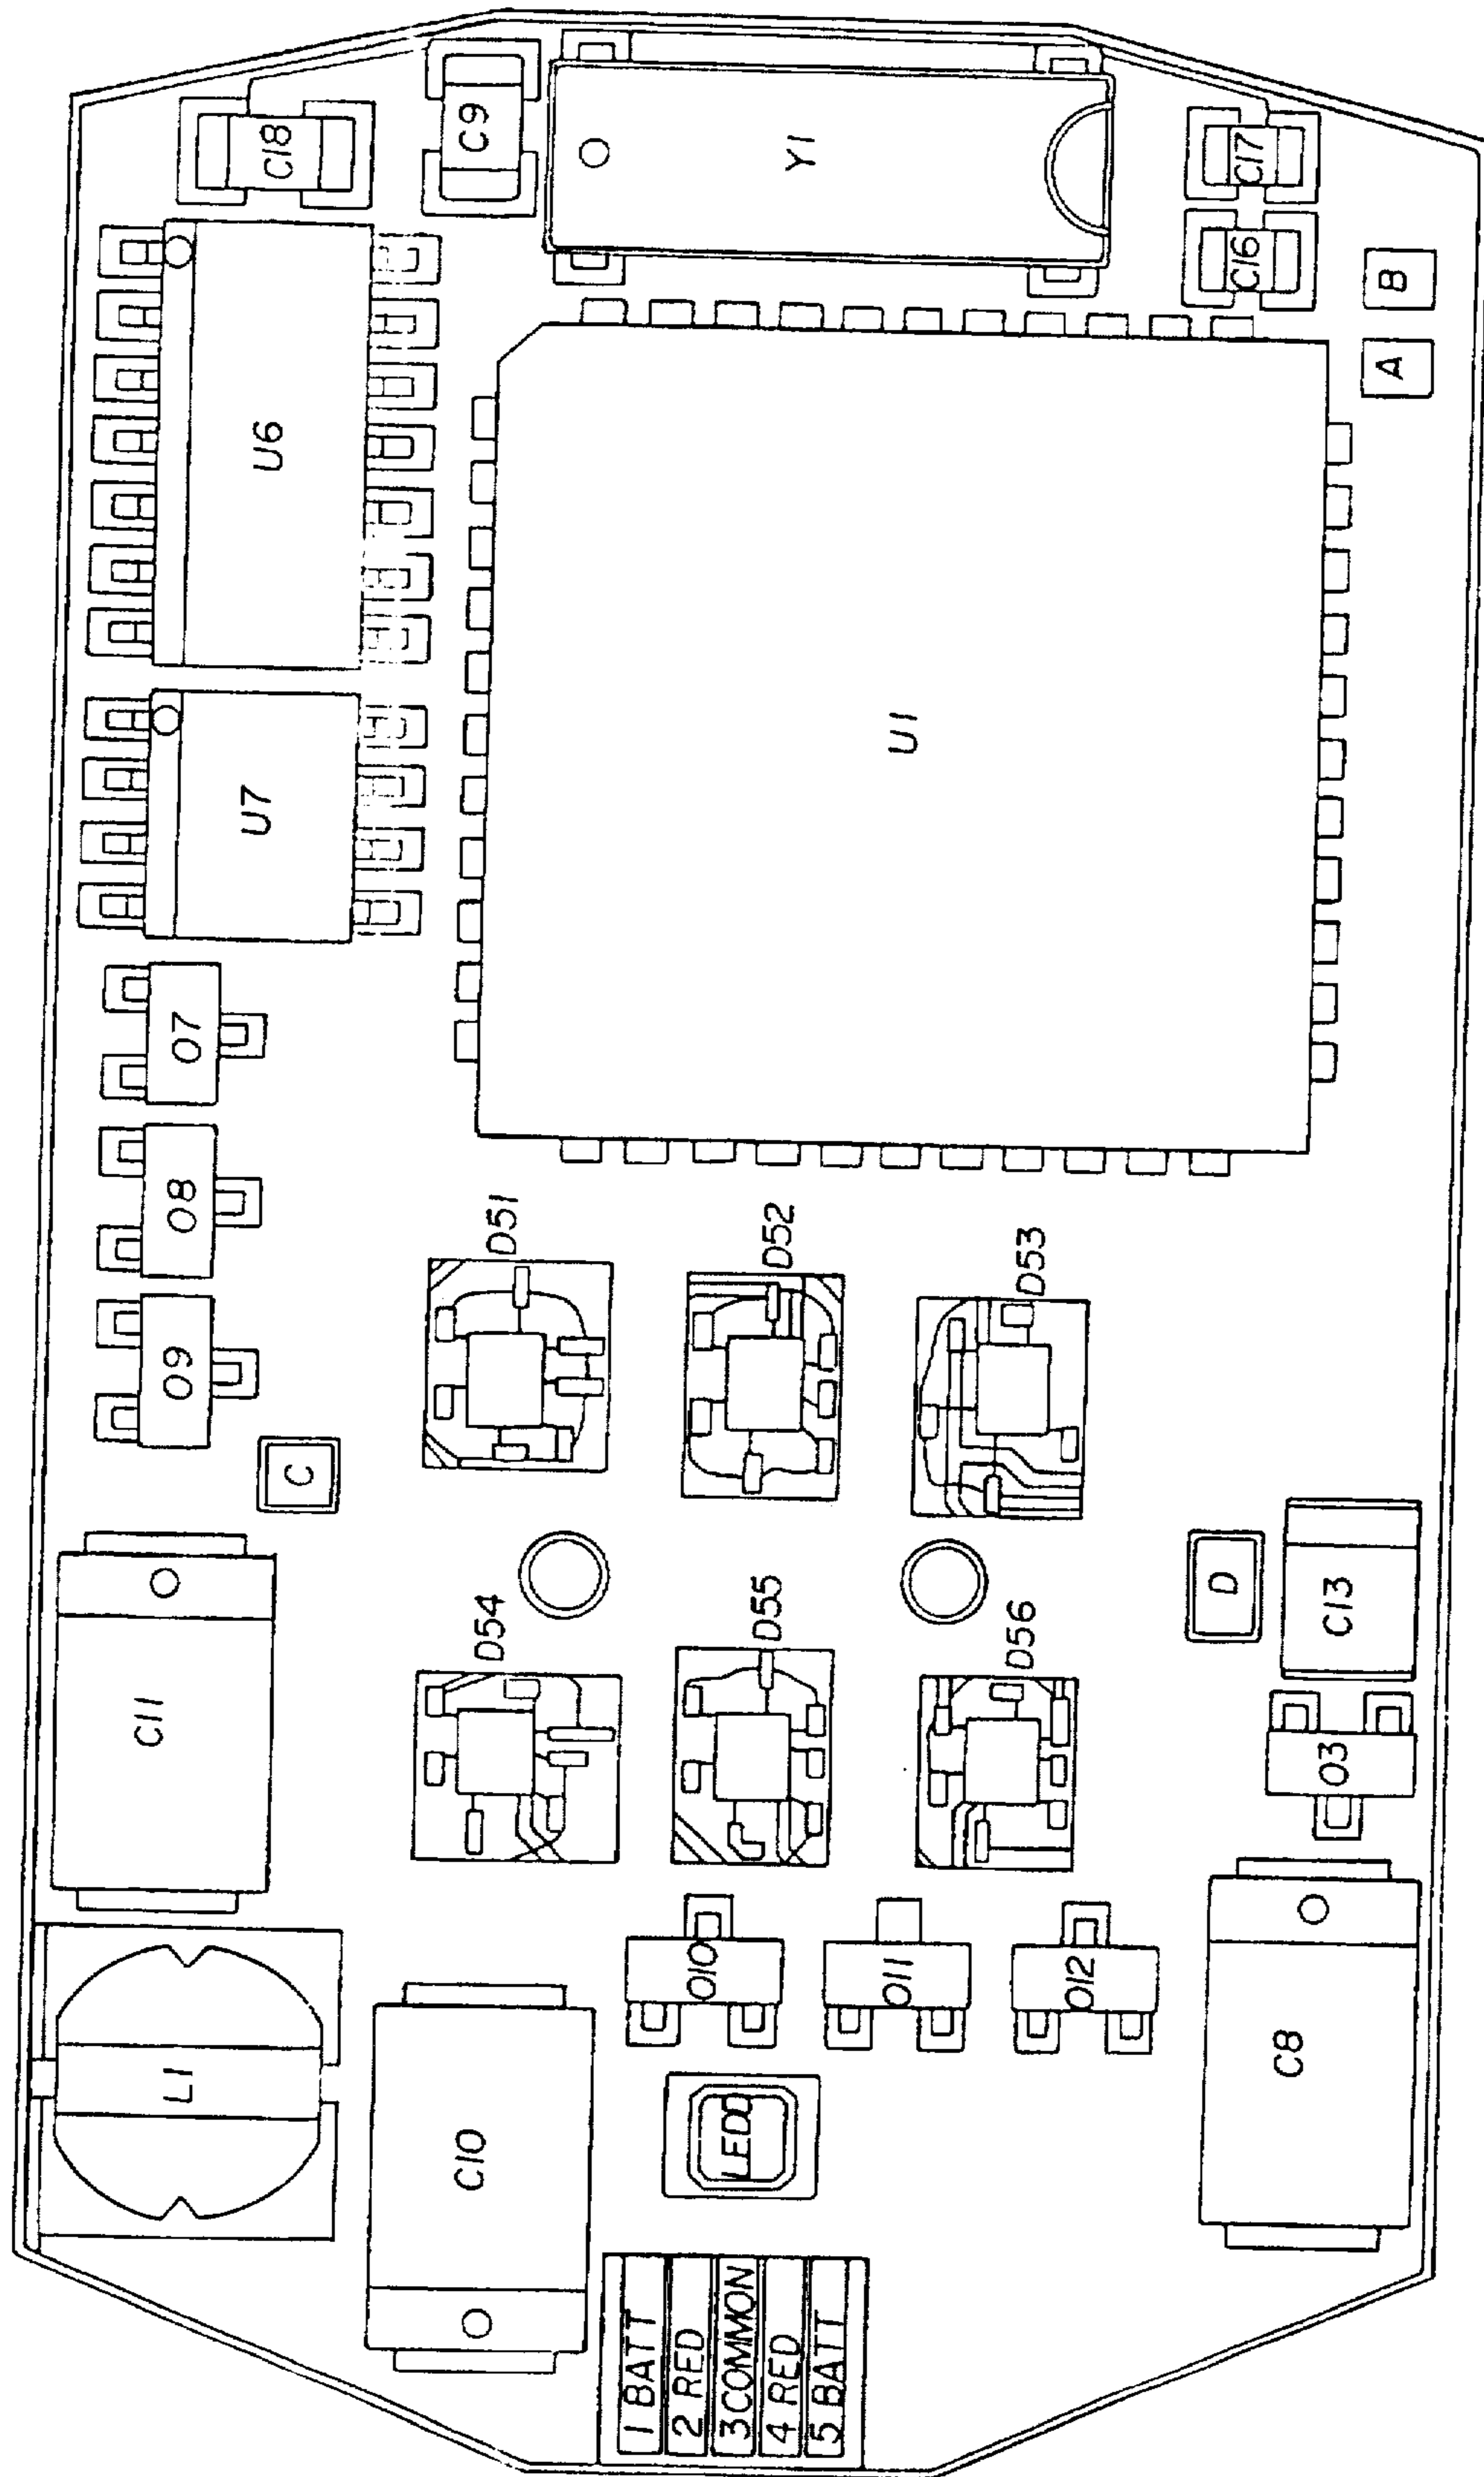 C18
C9
Y1
C17
C16
B
A
U6
U7
U1
O7
O8
O9
C
D51
D52
D53
D54
D55
D56
D
C13
C11
O3
L1
O10
O11
O12
C10
LEDD
C8
1 BATT
2 RED
3 COMMON
4 RED
5 BATT